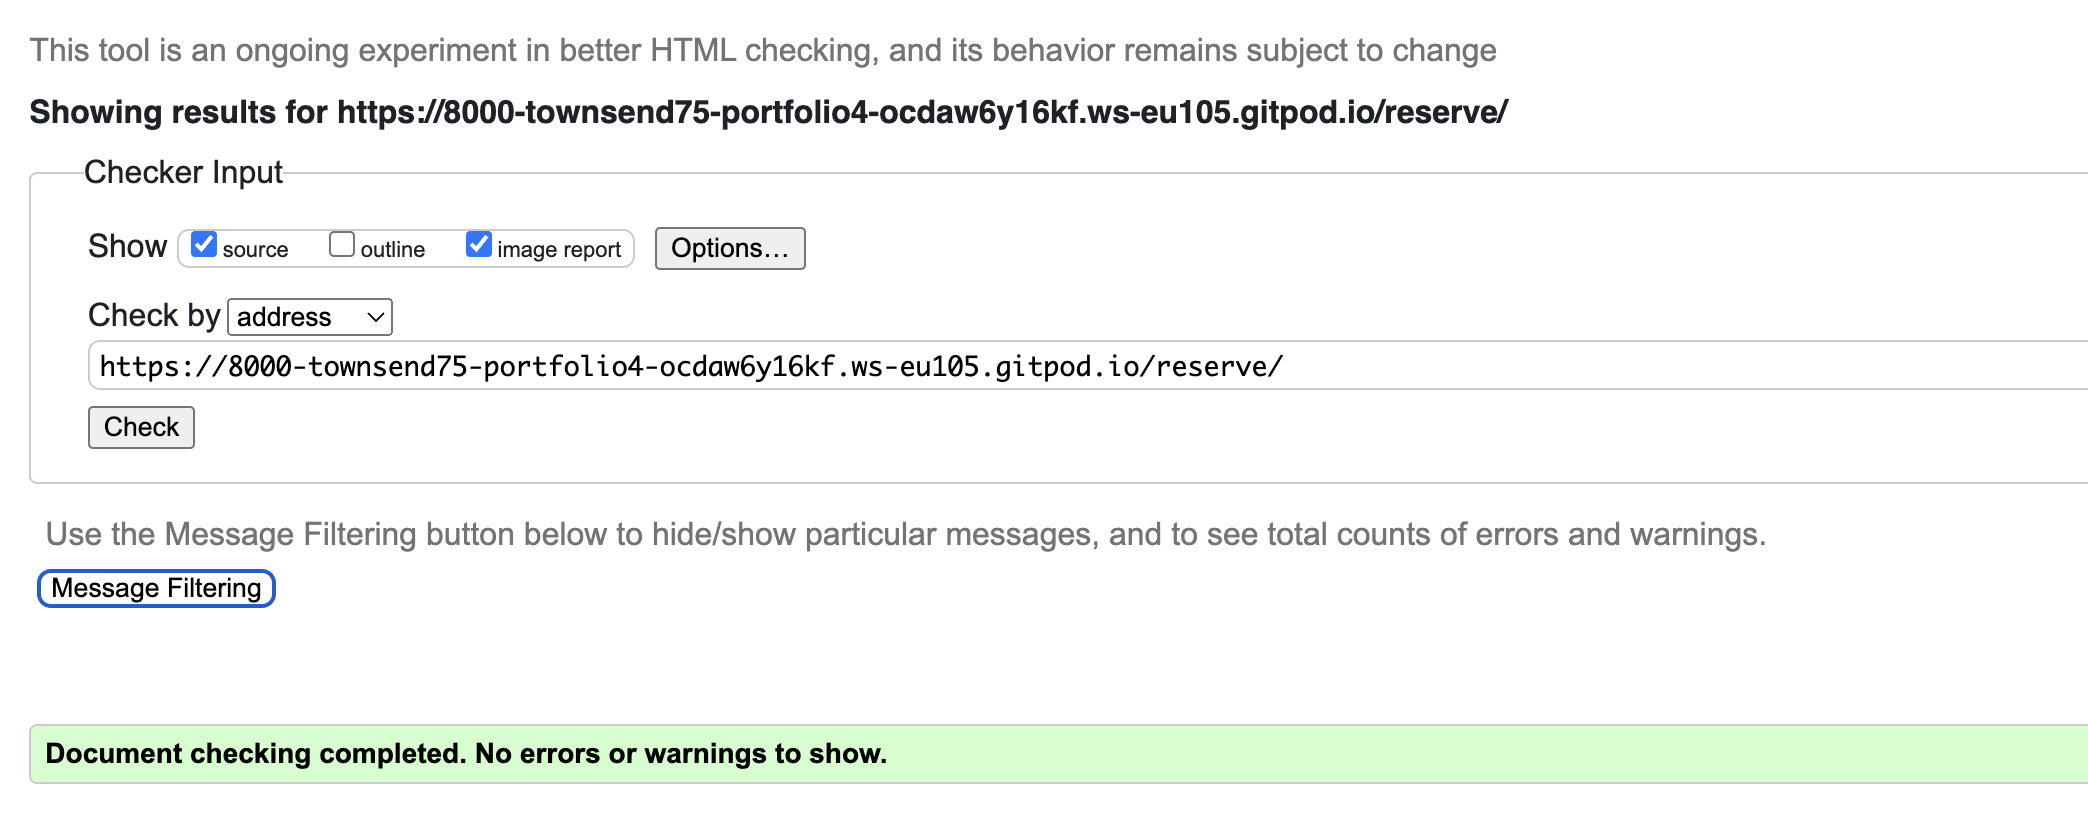 This tool is an ongoing experiment in better HTML checking, and its behavior remains subject to change
Showing results for https://8000-townsend75-portfolio4-ocdaw6y16kf.ws-eu105.gitpod.io/reserve/
Checker Input
Show source outline image report Options...
Check by address
https://8000-townsend75-portfolio4-ocdaw6y16kf.ws-eu105.gitpod.io/reserve/
Check
Use the Message Filtering button below to hide/show particular messages, and to see total counts of errors and warnings.
Message Filtering
Document checking completed. No errors or warnings to show.